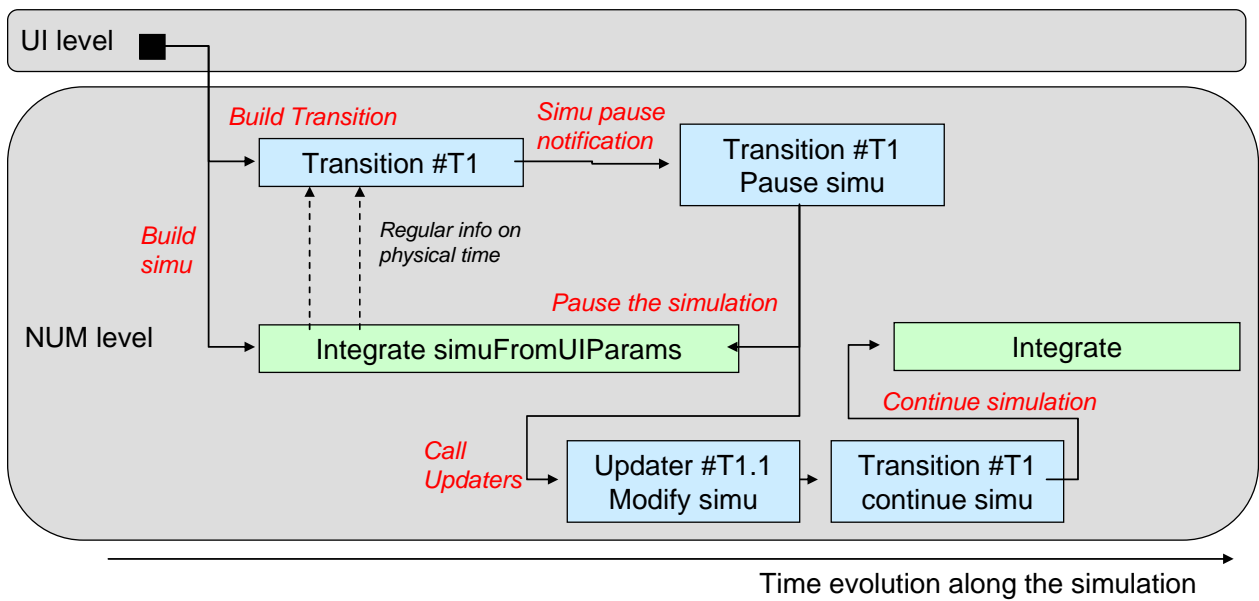 UI level
Build Transition
Simu pause
notification
Transition #T1
Transition #T1
Pause simu
Build
simu
Regular info on
physical time
Pause the simulation
NUM level
Integrate simuFromUIParams
Integrate
Continue simulation
Call
Updaters
Updater #T1.1
Modify simu
Transition #T1
continue simu
Time evolution along the simulation